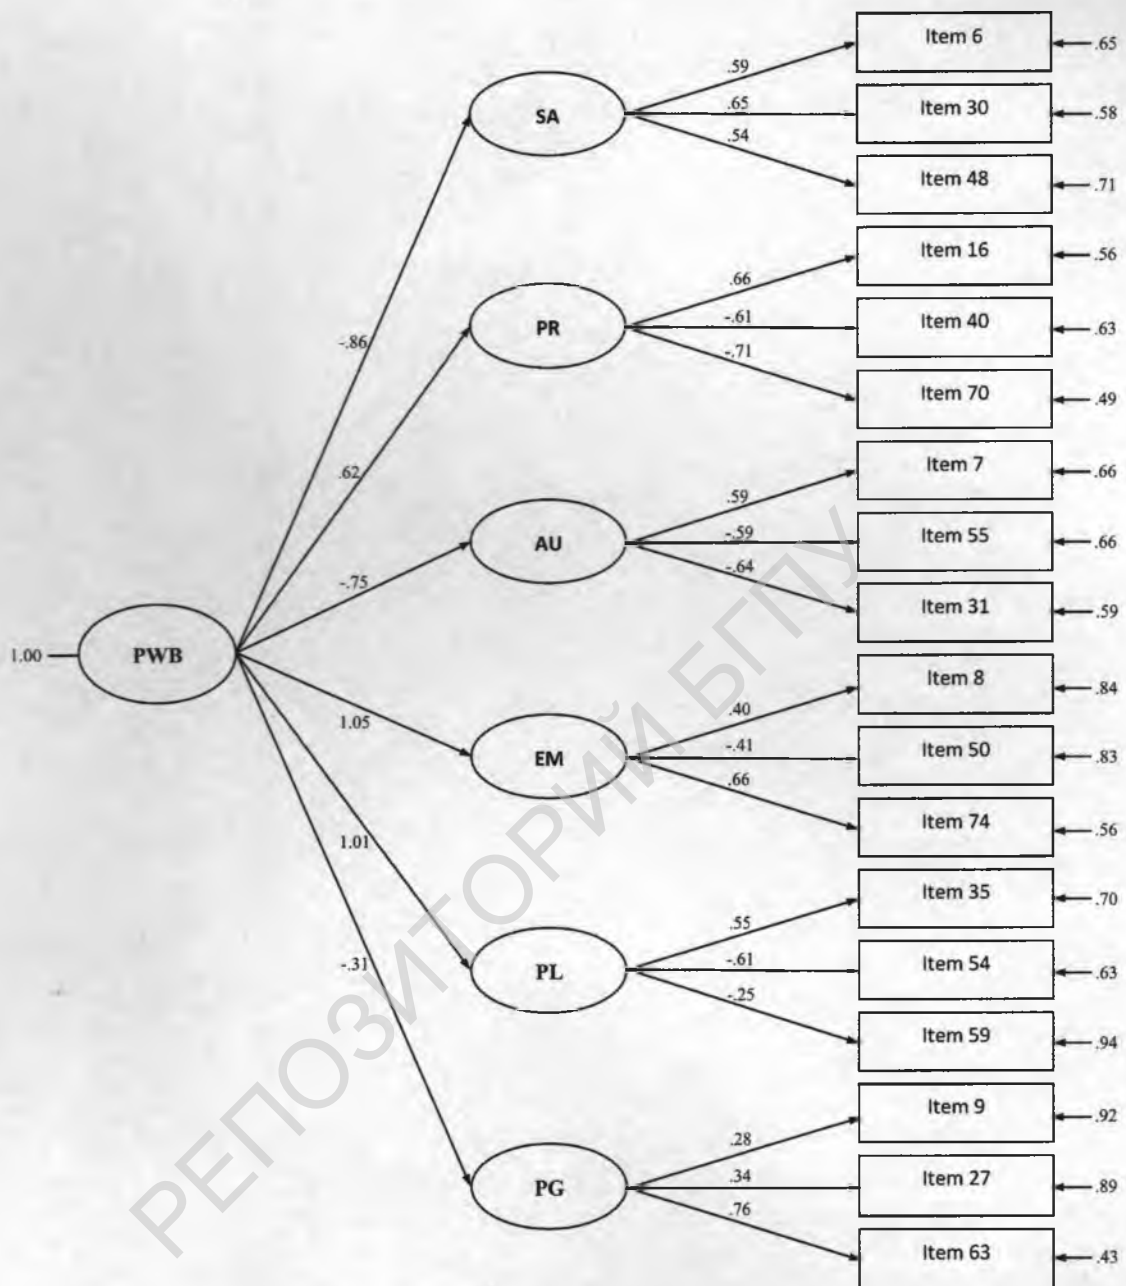 Item 6
.65
.59
SA
.65
Item 30
.58
.54
Item 48
.71
Item 16
.56
.66
PR
-.61
Item 40
.63
-.86
-.71
Item 70
.49
Item 7
.66
.62
.59
AU
-.59
Item 55
.66
-.75
-.64
Item 31
.59
1.00
PWB
Item 8
.84
.40
1.05
EM
-.41
Item 50
.83
.66
Item 74
.56
1.01
Item 35
.70
.55
-.31
PL
-.61
Item 54
.63
-.25
Item 59
.94
Item 9
.92
.28
PG
.34
Item 27
.89
.76
Item 63
.43
РЕПОЗИТОРИЙ БГПУ